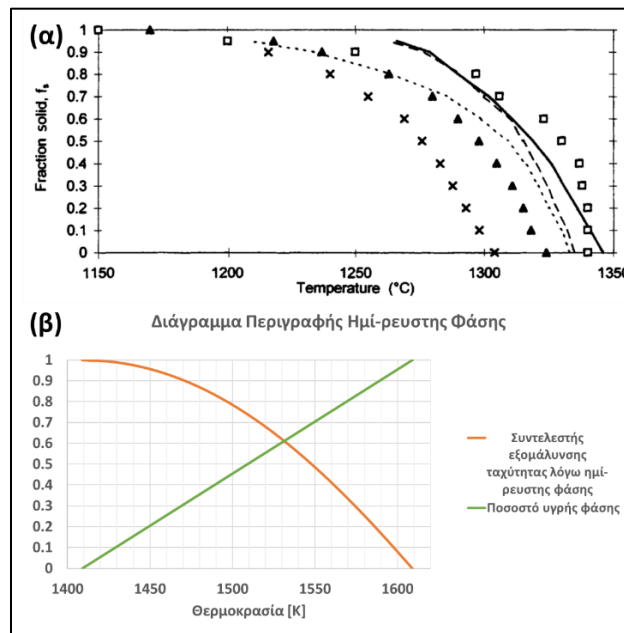 (α)
Fraction solid, fs
1
0.9
0.8
0.7
0.6
0.5
0.4
0.3
0.2
0.1
0
1150
1200
1250
1300
1350
Temperature (°C)
(β)
Διάγραμμα Περιγραφής Ημί-ρευστης Φάσης
1
0.9
0.8
0.7
0.6
0.5
0.4
0.3
0.2
0.1
0
1400
1450
1500
1550
1600
Θερμοκρασία [K]
Συντελεστής
εξομάλυνσης
ταχύτητας λόγω ημί-
ρευστης φάσης
Ποσοστό υγρής φάσης